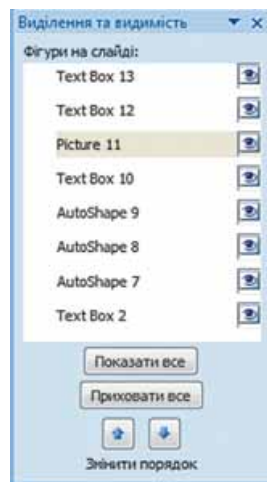 Виділення та видимість
Фігури на слайді:
Text Box 13
Text Box 12
Picture 11
Text Box 10
AutoShape 9
AutoShape 8
AutoShape 7
Text Box 2
Показати все
Приховати все
Змінити порядок